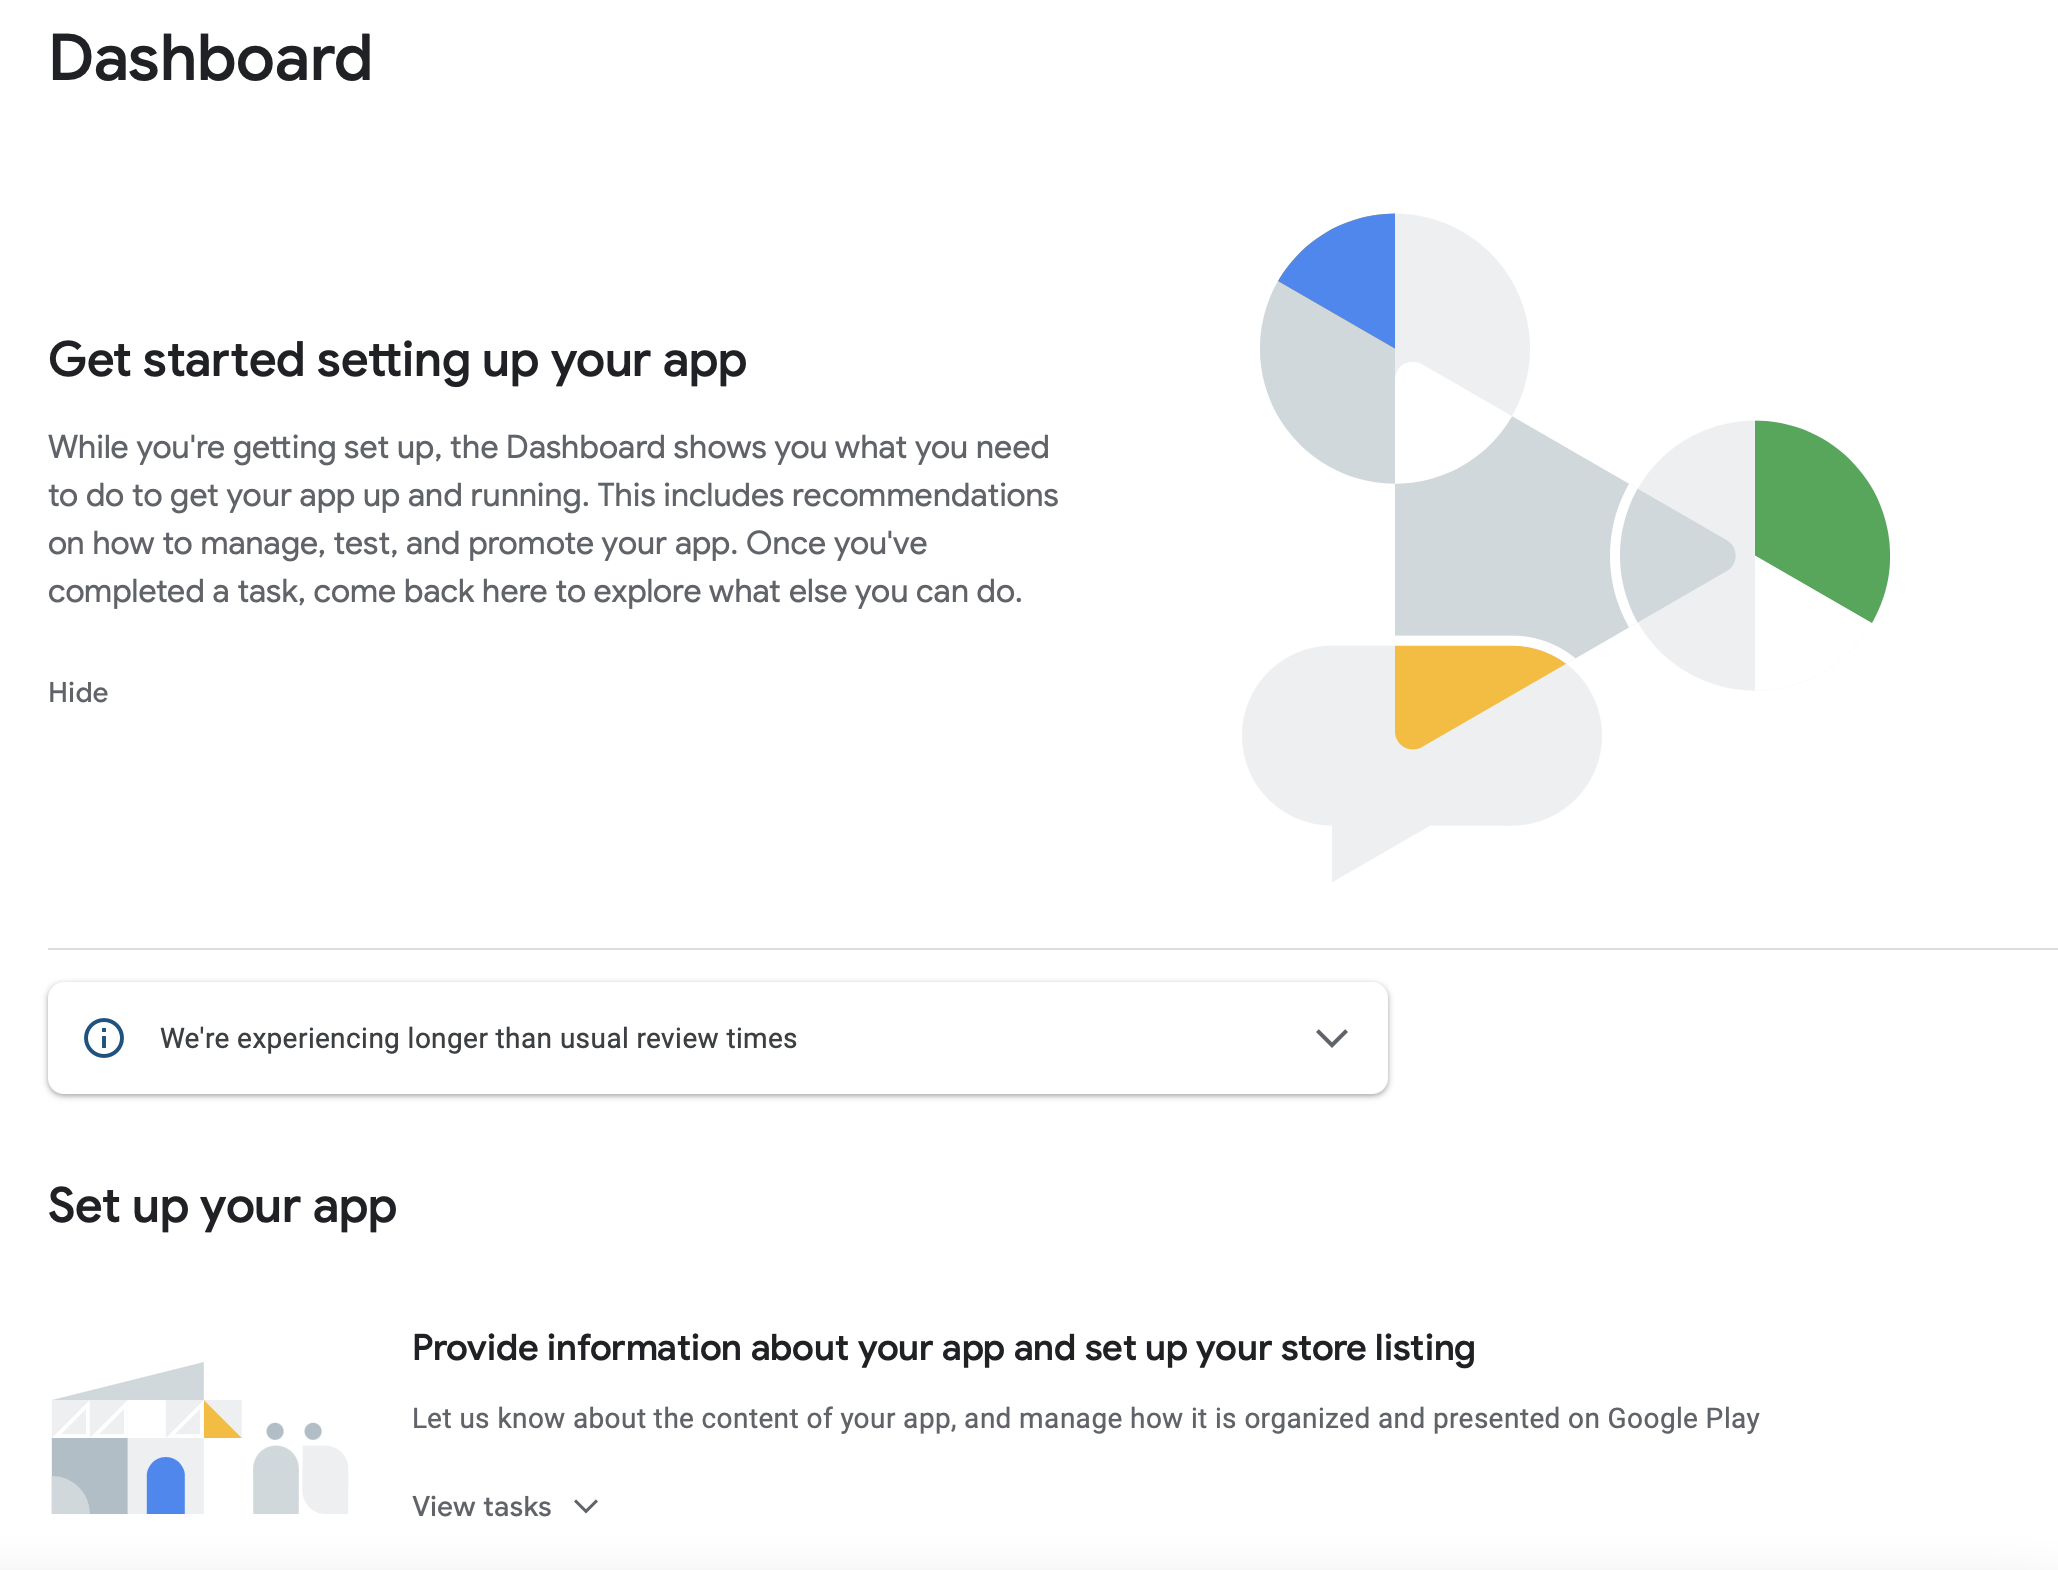 Dashboard
Get started setting up your app
While you're getting set up, the Dashboard shows you what you need
to do to get your app up and running. This includes recommendations
on how to manage, test, and promote your app. Once you've
completed a task, come back here to explore what else you can do.
Hide
We're experiencing longer than usual review times
Set up your app
Provide information about your app and set up your store listing
Let us know about the content of your app, and manage how it is organized and presented on Google Play
View tasks